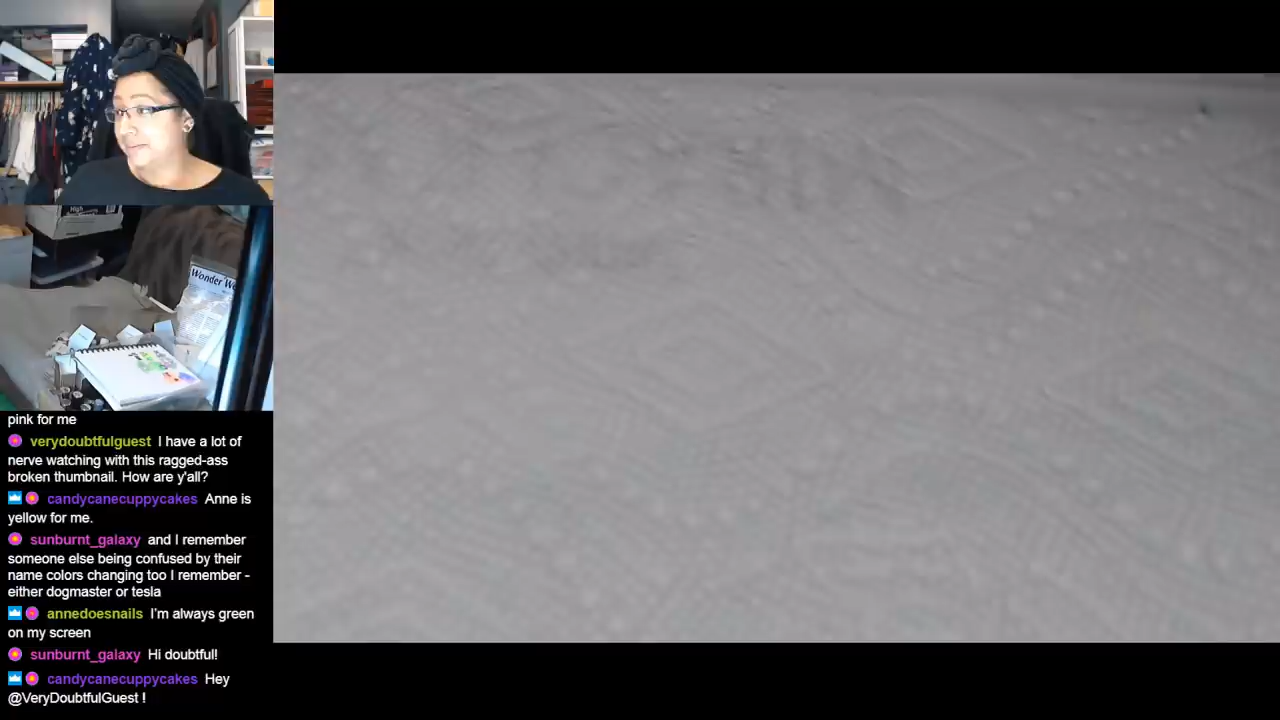 High
Wonder We
pink for me
verydoubtfulguest I have a lot of
nerve watching with this ragged-ass
broken thumbnail. How are y'all?
candycanecuppycakes Anne is
yellow for me.
sunburnt_galaxy and I remember
someone else being confused by their
name colors changing too I remember -
either dogmaster or tesla
annedoesnails I'm always green
on my screen
sunburnt_galaxy Hi doubtful!
candycanecuppycakes Hey
@VeryDoubtfulGuest !